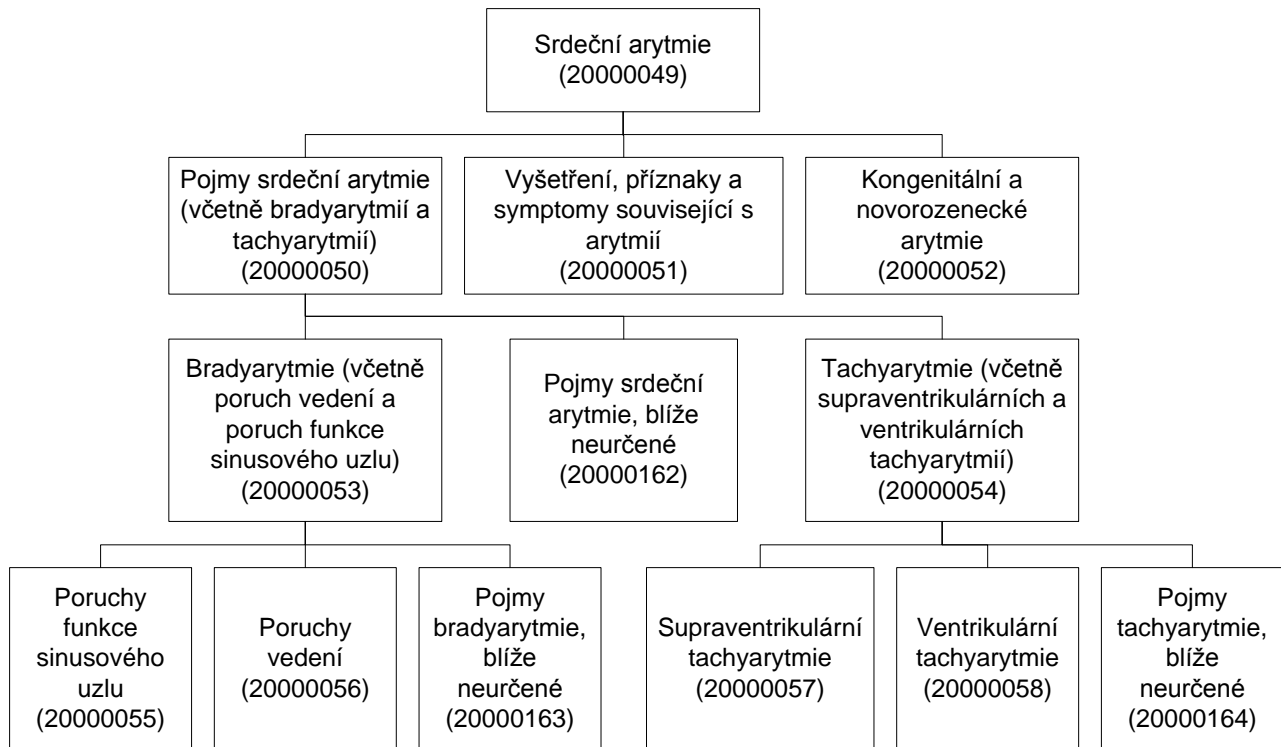 Srdeční arytmie
(20000049)
Pojmy srdeční arytmie
(včetně bradyarytmií a
tachyarytmií)
(20000050)
Vyšetření, příznaky a
symptomy související s
arytmií
(20000051)
Kongenitální a
novorozenecké
arytmie
(20000052)
Bradyarytmie (včetně
poruch vedení a
poruch funkce
sinusového uzlu)
(20000053)
Pojmy srdeční
arytmie, blíže
neurčené
(20000162)
Tachyarytmie (včetně
supraventrikulárních a
ventrikulárních
tachyarytmií)
(20000054)
Poruchy
funkce
sinusového
uzlu
(20000055)
Poruchy
vedení
(20000056)
Pojmy
bradyarytmie,
blíže
neurčené
(20000163)
Supraventrikulární
tachyarytmie
(20000057)
Ventrikulární
tachyarytmie
(20000058)
Pojmy
tachyarytmie,
blíže
neurčené
(20000164)